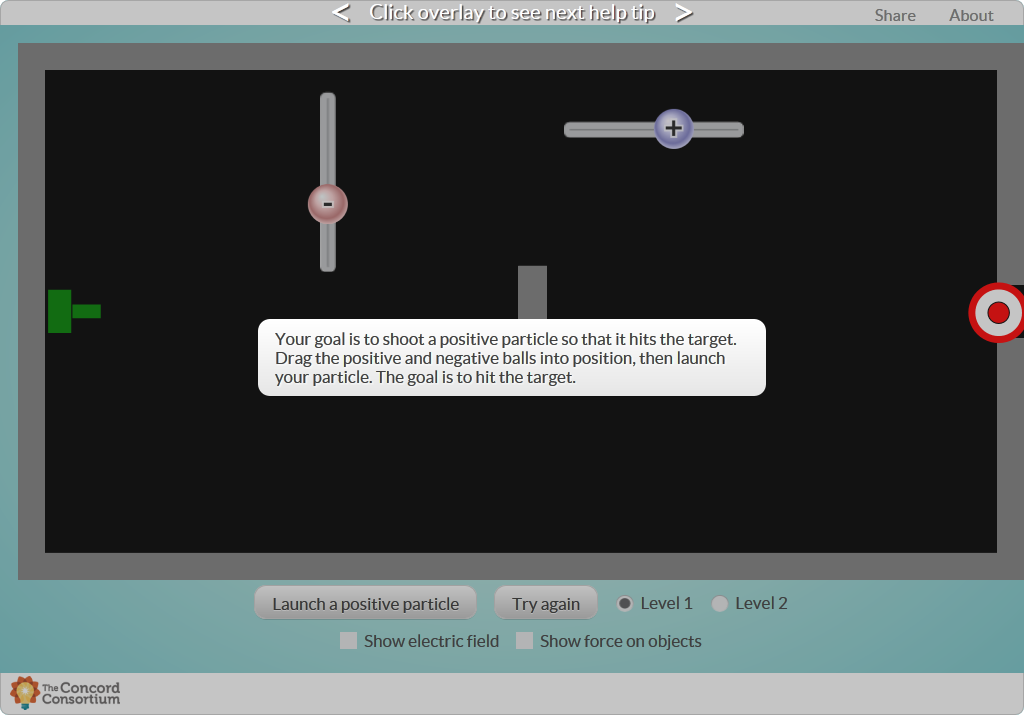 < Click overlay to see next help tip >
Share About
+
-
Your goal is to shoot a positive particle so that it hits the target.
Drag the positive and negative balls into position, then launch
your particle. The goal is to hit the target.
Launch a positive particle Try again Level 1 Level 2
Show electric field Show force on objects
The Concord
Consortium